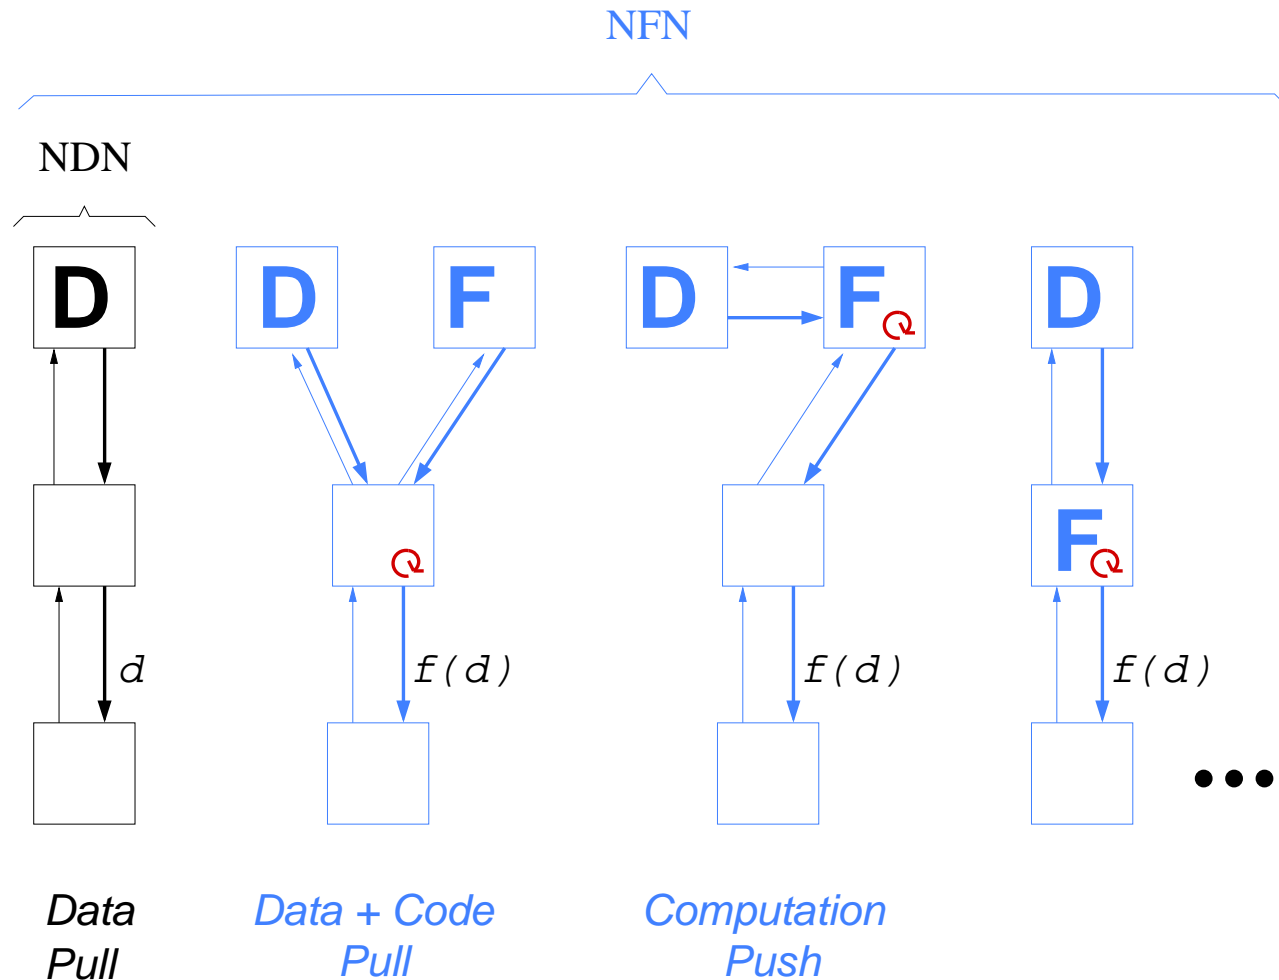 NFN
NDN
D
D
F
D
F
D
F
d
f(d)
f(d)
f(d)
Data
Pull
Data + Code
Pull
Computation
Push